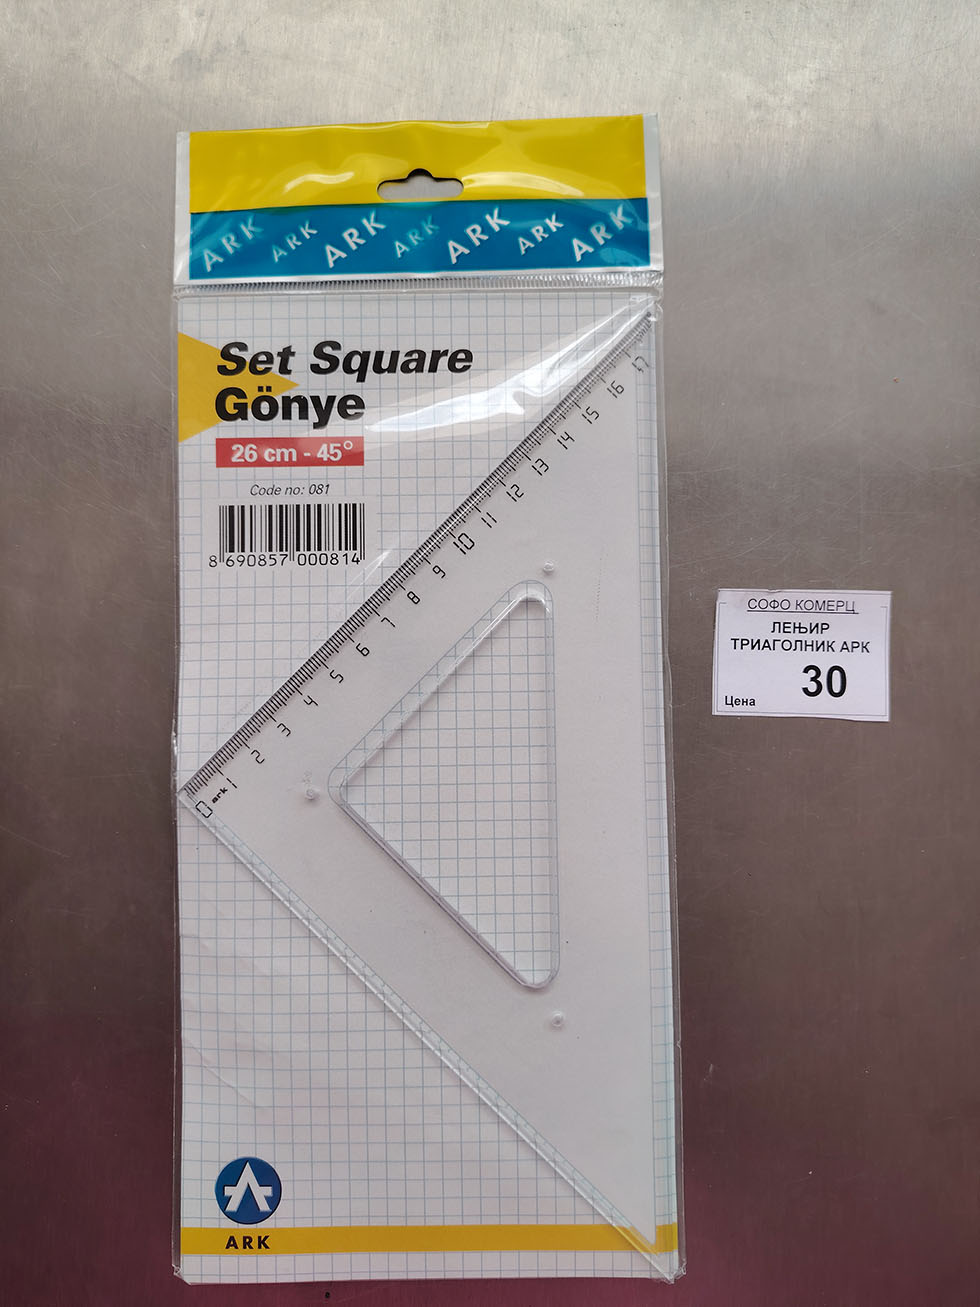 ARK ARK ARK ARK ARK ARK ARK
Set Square
Gönye
26 cm - 45°
Code no: 081
8 690857 000814
0 ark 1 2 3 4 5 6 7 8 9 10 11 12 13 14 15 16 17
ARK
СОФО КОМЕРЦ
ЛЕЊИР
ТРИАГОЛНИК АРК
Цена 30